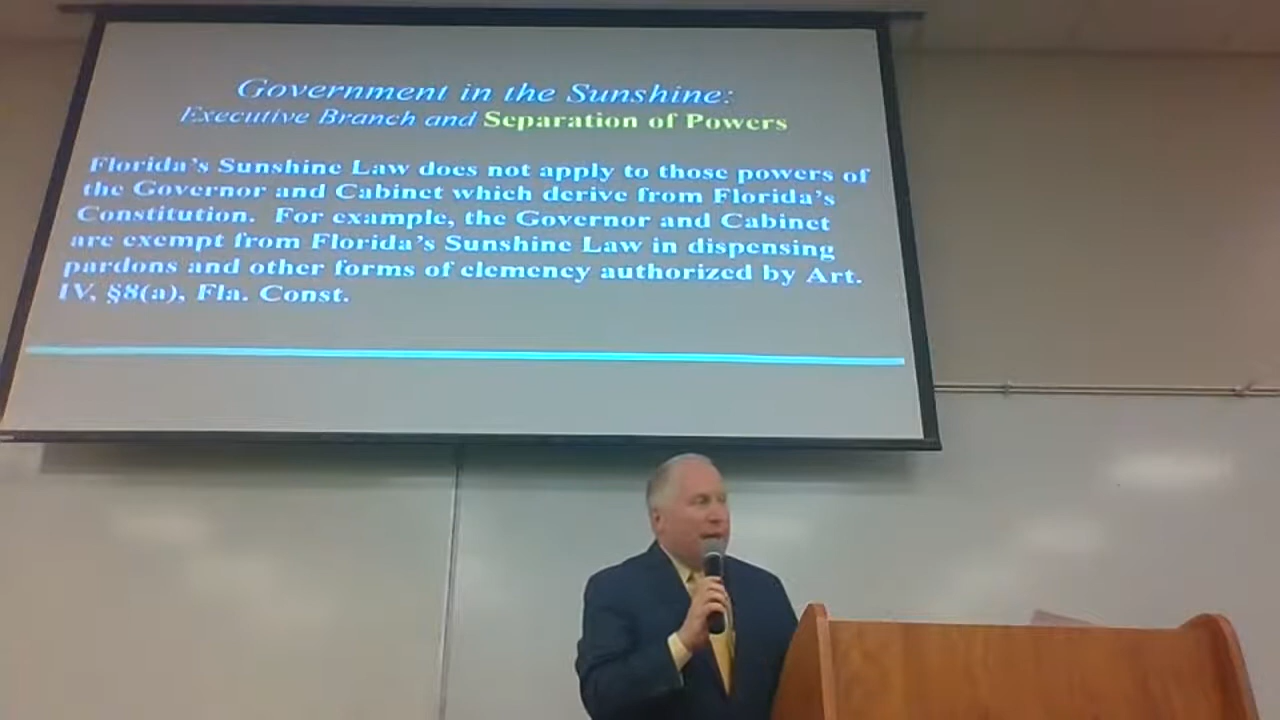 Government in the Sunshine:
Executive Branch and Separation of Powers
Florida's Sunshine Law does not apply to those powers of
the Governor and Cabinet which derive from Florida's
Constitution. For example, the Governor and Cabinet
are exempt from Florida's Sunshine Law in dispensing
pardons and other forms of clemency authorized by Art.
IV, §8(a), Fla. Const.